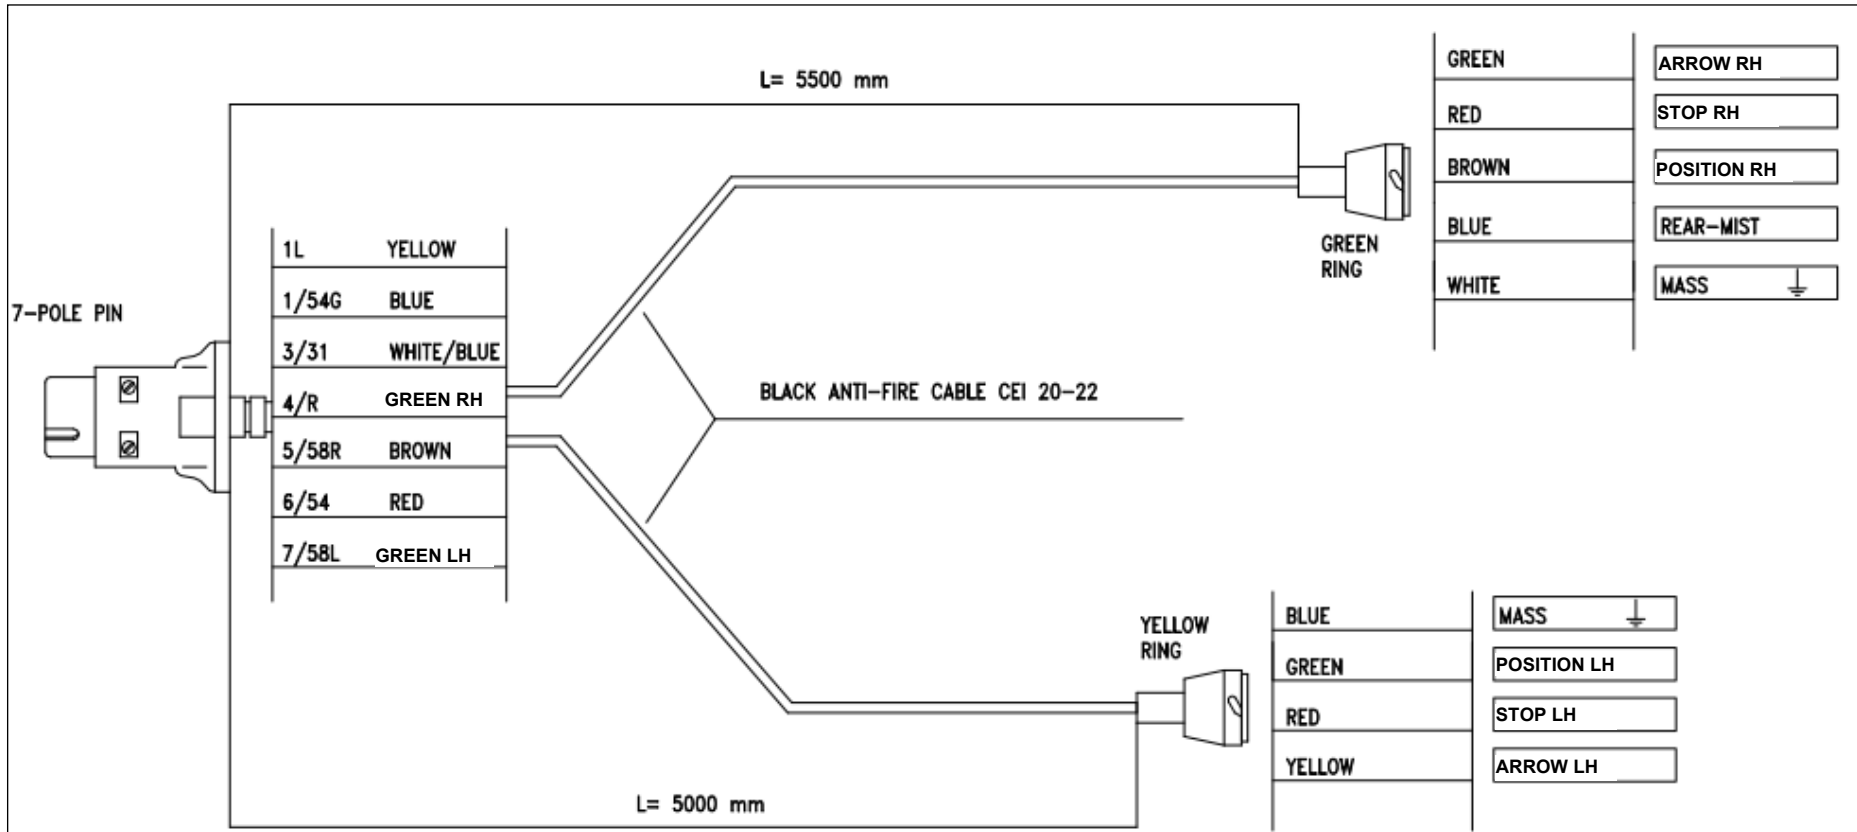 L= 5500 mm
GREEN ARROW RH
RED STOP RH
BROWN POSITION RH
BLUE REAR-MIST
WHITE MASS
GREEN
RING
7-POLE PIN
1L YELLOW
1/54G BLUE
3/31 WHITE/BLUE
4/R GREEN RH
5/58R BROWN
6/54 RED
7/58L GREEN LH
BLACK ANTI-FIRE CABLE CEI 20-22
YELLOW
RING
BLUE MASS
GREEN POSITION LH
RED STOP LH
YELLOW ARROW LH
L= 5000 mm